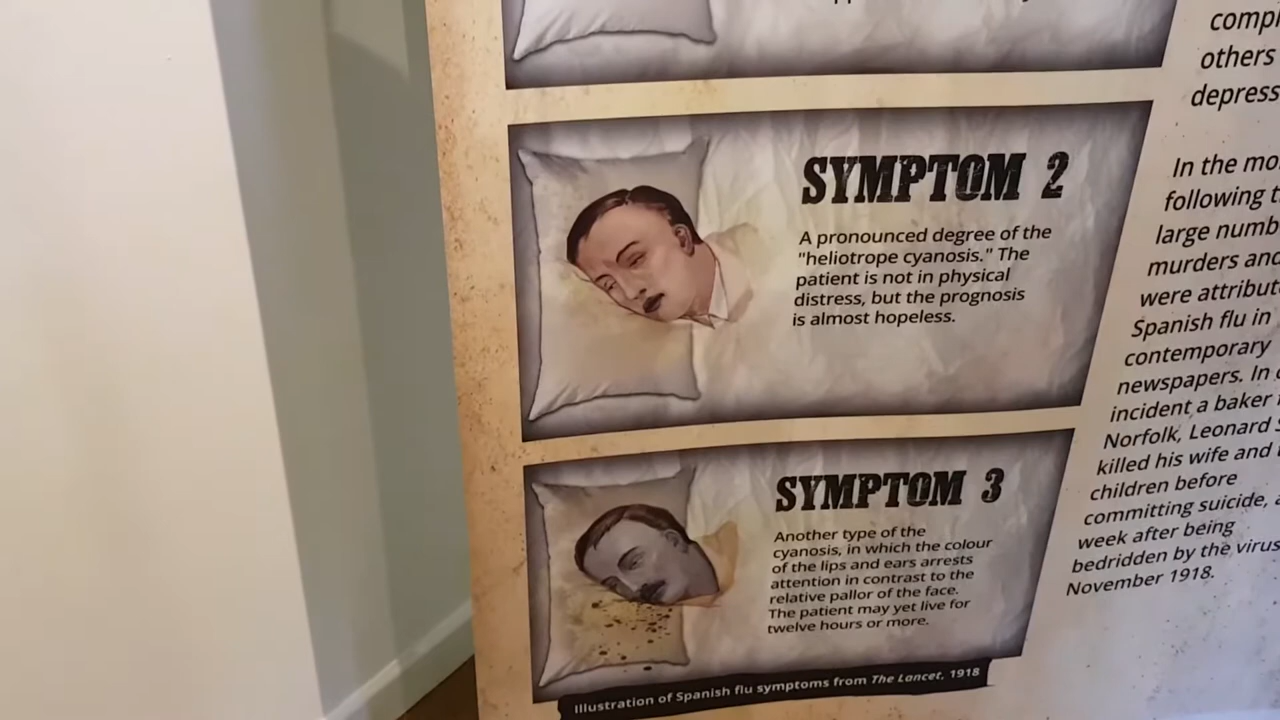 SYMPTOM 2
A pronounced degree of the
"heliotrope cyanosis." The
patient is not in physical
distress, but the prognosis
is almost hopeless.
SYMPTOM 3
Another type of the
cyanosis, in which the colour
of the lips and ears arrests
attention in contrast to the
relative pallor of the face.
The patient may yet live for
twelve hours or more.
Illustration of Spanish flu symptoms from The Lancet, 1918
others
In the
following
large
murders and
were
Spanish flu in
contemporary
newspapers. In
incident a baker
Norfolk, Leonard
killed his wife and
children before
committing suicide,
week after being
bedridden by the virus
November 1918.